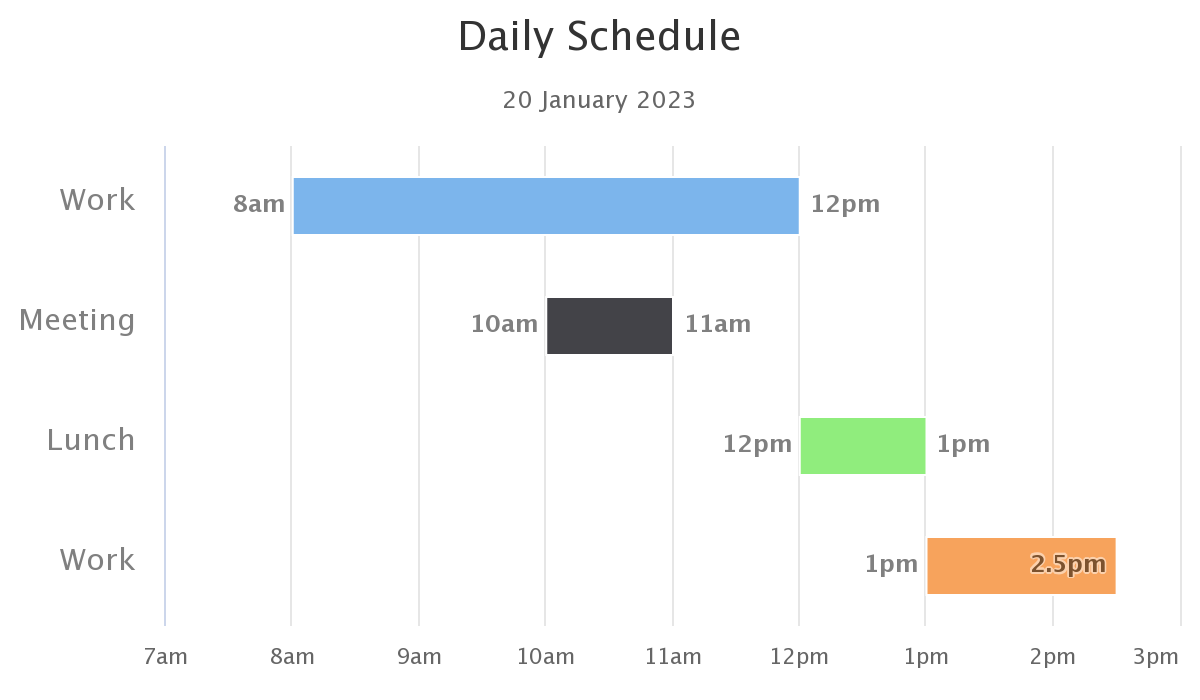 Daily Schedule
20 January 2023
Work 8am 12pm
Meeting 10am 11am
Lunch 12pm 1pm
Work 1pm 2.5pm
7am 8am 9am 10am 11am 12pm 1pm 2pm 3pm